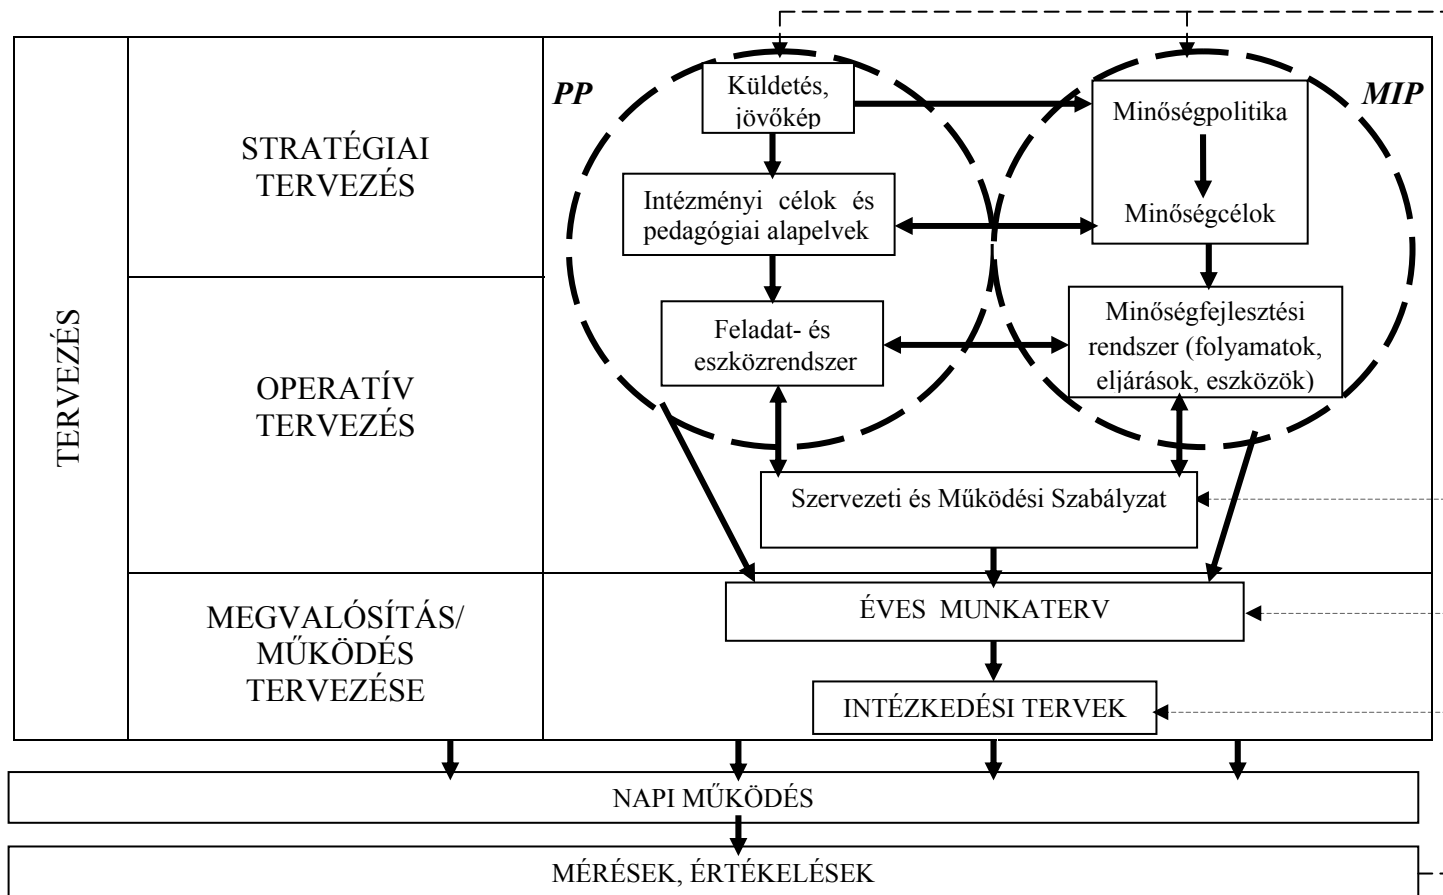 TERVEZÉS
STRATÉGIAI
TERVEZÉS
PP
Küldetés,
jövőkép
Intézményi célok és
pedagógiai alapelvek
MIP
Minőségpolitika
Minőségcélok
OPERATÍV
TERVEZÉS
Feladat- és
eszközrendszer
Minőségfejlesztési
rendszer (folyamatok,
eljárások, eszközök)
Szervezeti és Működési Szabályzat
MEGVALÓSÍTÁS/
MŰKÖDÉS
TERVEZÉSE
ÉVES MUNKATERV
INTÉZKEDÉSI TERVEK
NAPI MŰKÖDÉS
MÉRÉSEK, ÉRTÉKELÉSEK